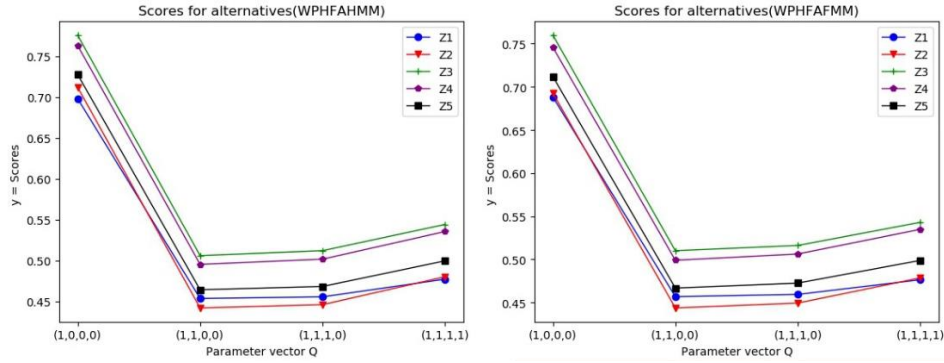 Scores for alternatives(WPHFAHMM)
y = Scores
0.75
0.70
0.65
0.60
0.55
0.50
0.45
Z1
Z2
Z3
Z4
Z5
(1,0,0,0)
(1,1,0,0)
(1,1,1,0)
(1,1,1,1)
Parameter vector Q
Scores for alternatives(WPHFAFMM)
y = Scores
0.75
0.70
0.65
0.60
0.55
0.50
0.45
Z1
Z2
Z3
Z4
Z5
(1,0,0,0)
(1,1,0,0)
(1,1,1,0)
(1,1,1,1)
Parameter vector Q